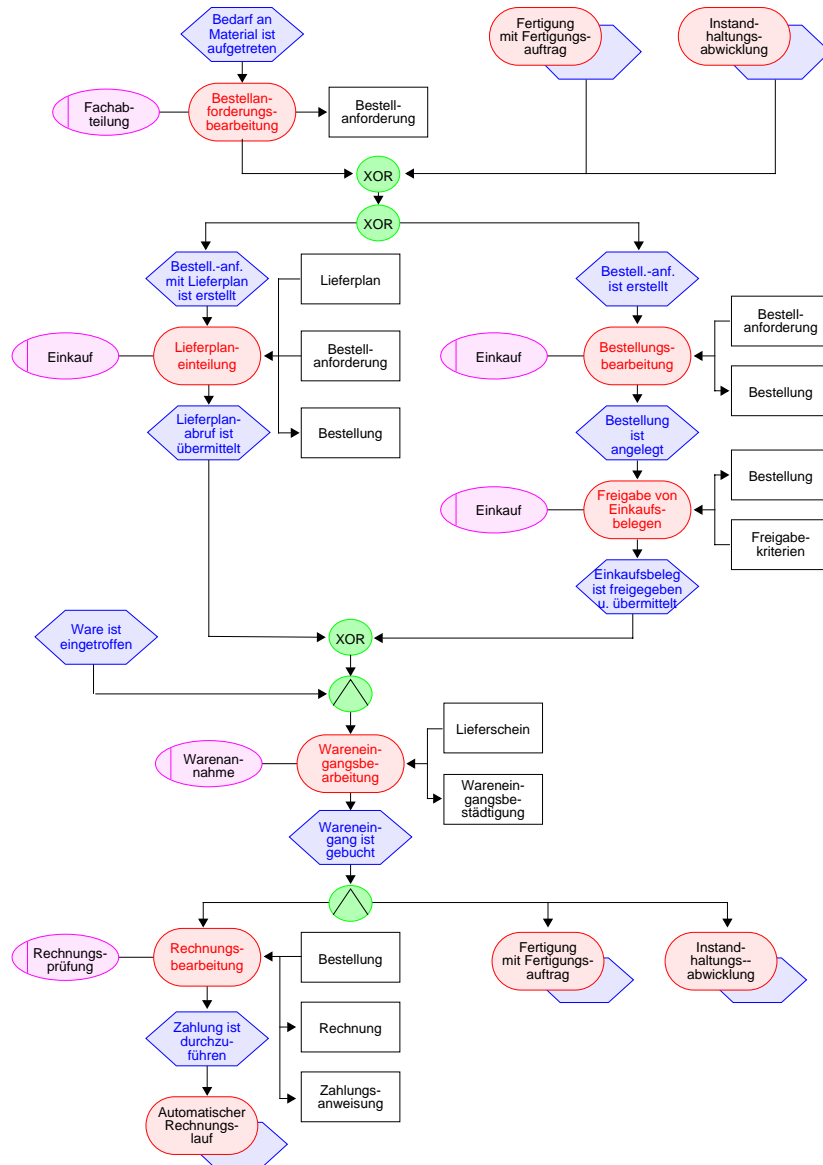 Bedarf an
Material ist
aufgetreten
Fertigung
mit Fertigungs-
auftrag
Instand-
haltungs-
abwicklung
Fachab-
teilung
Bestellan-
forderungs-
bearbeitung
Bestell-
anforderung
XOR
XOR
Bestell.-anf.
mit Lieferplan
ist erstellt
Lieferplan
Bestell.-anf.
ist erstellt
Bestell-
anforderung
Einkauf
Lieferplan-
einteilung
Bestell-
anforderung
Einkauf
Bestellungs-
bearbeitung
Bestellung
Lieferplan-
abruf ist
übermittelt
Bestellung
Bestellung
ist
angelegt
Bestellung
Einkauf
Freigabe von
Einkaufs-
belegen
Freigabe-
kriterien
Einkaufsbeleg
ist freigegeben
u. übermittelt
Ware ist
eingetroffen
XOR
Lieferschein
Warenan-
nahme
Warenein-
gangsbe-
arbeitung
Warenein-
gangsbe-
städtigung
Warenein-
gang ist
gebucht
Rechnungs-
prüfung
Rechnungs-
bearbeitung
Bestellung
Fertigung
mit Fertigungs-
auftrag
Instand-
haltungs--
abwicklung
Zahlung ist
durchzu-
führen
Rechnung
Zahlungs-
anweisung
Automatischer
Rechnungs-
lauf